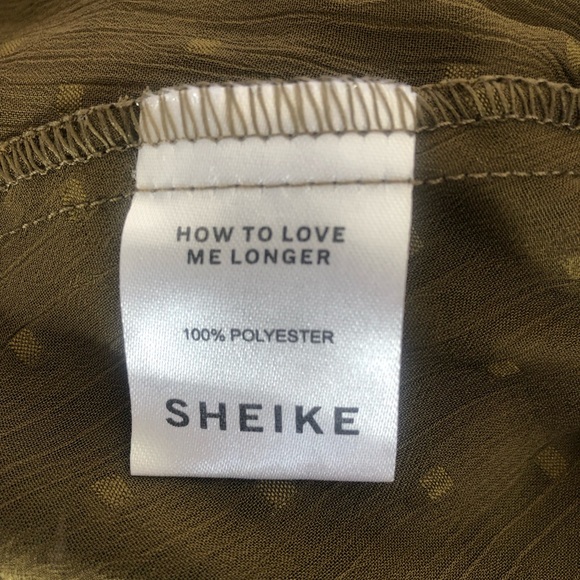 HOW TO LOVE
ME LONGER
100% POLYESTER
SHEIKE